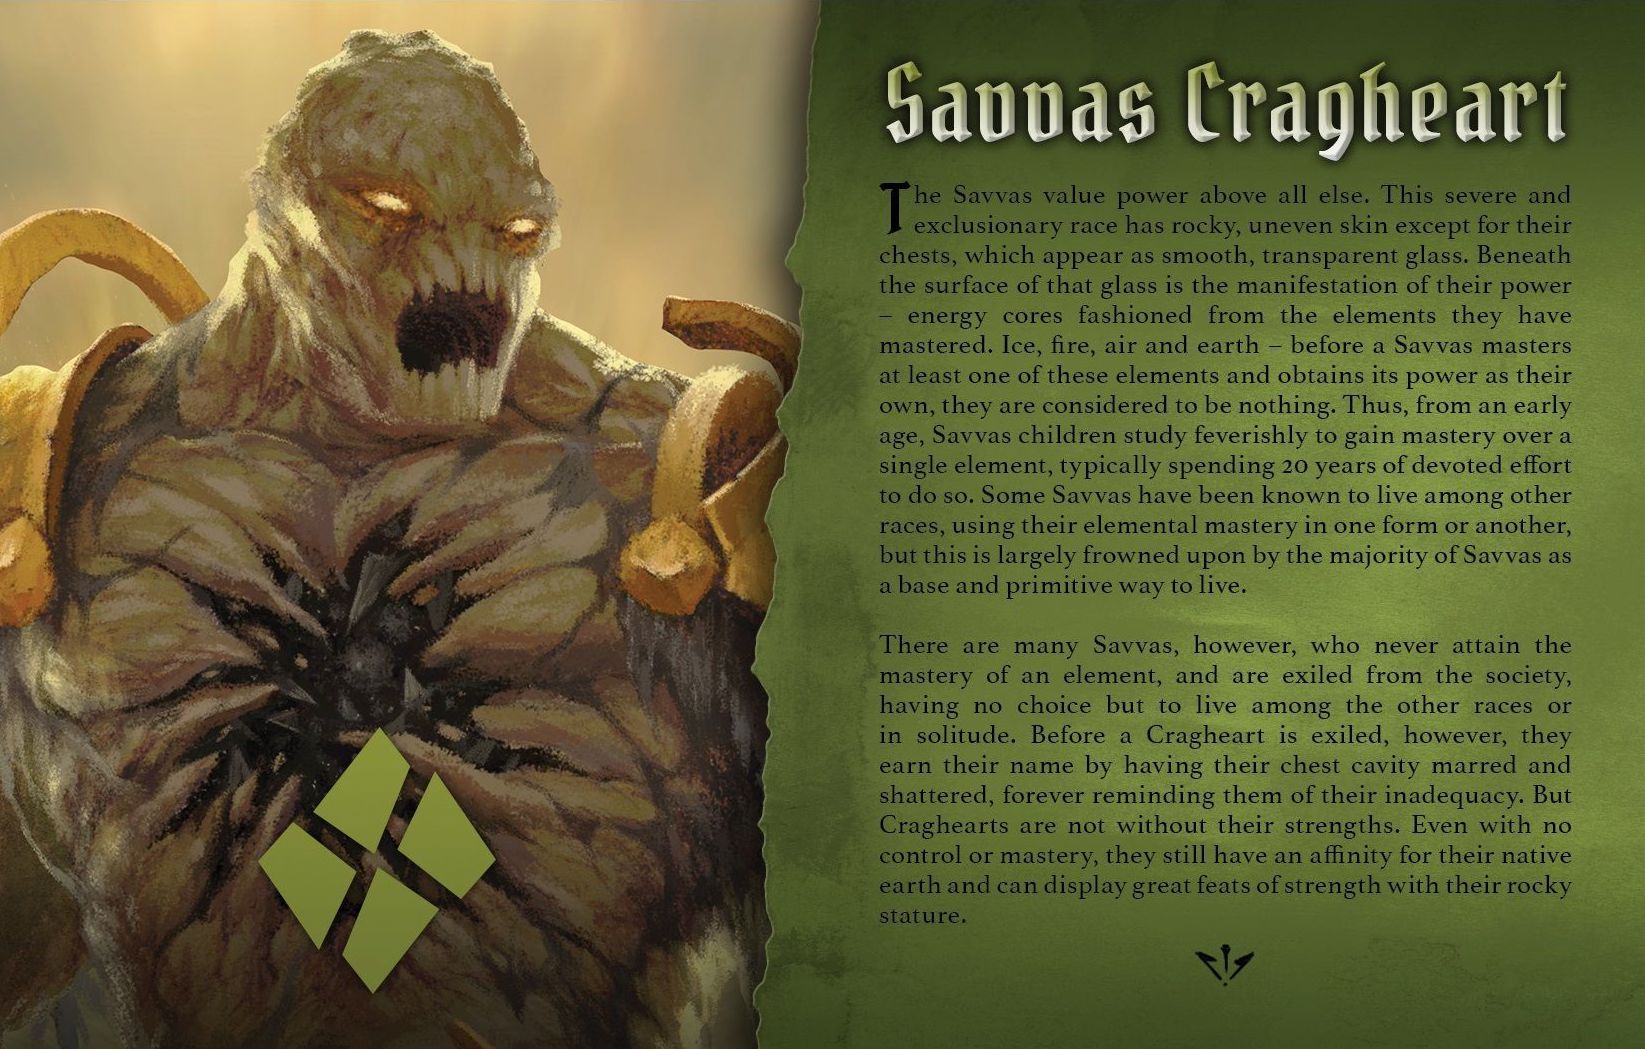 Savvas Cragheart
The Savvas value power above all else. This severe and
exclusionary race has rocky, uneven skin except for their
chests, which appear as smooth, transparent glass. Beneath
the surface of that glass is the manifestation of their power
– energy cores fashioned from the elements they have
mastered. Ice, fire, air and earth – before a Savvas masters
at least one of these elements and obtains its power as their
own, they are considered to be nothing. Thus, from an early
age, Savvas children study feverishly to gain mastery over a
single element, typically spending 20 years of devoted effort
to do so. Some Savvas have been known to live among other
races, using their elemental mastery in one form or another,
but this is largely frowned upon by the majority of Savvas as
a base and primitive way to live.
There are many Savvas, however, who never attain the
mastery of an element, and are exiled from the society,
having no choice but to live among the other races or
in solitude. Before a Cragheart is exiled, however, they
earn their name by having their chest cavity marred and
shattered, forever reminding them of their inadequacy. But
Craghearts are not without their strengths. Even with no
control or mastery, they still have an affinity for their native
earth and can display great feats of strength with their rocky
stature.